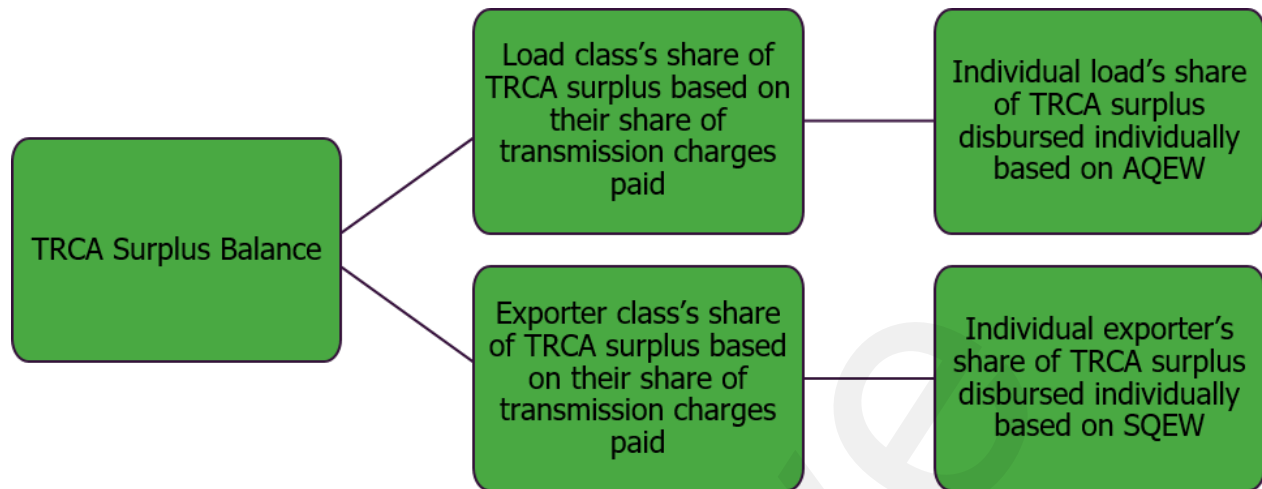 TRCA Surplus Balance
Load class's share of
TRCA surplus based on
their share of
transmission charges
paid
Individual load's share
of TRCA surplus
disbursed individually
based on AQEW
Exporter class's share
of TRCA surplus based
on their share of
transmission charges
paid
Individual exporter's
share of TRCA surplus
disbursed individually
based on SQEW